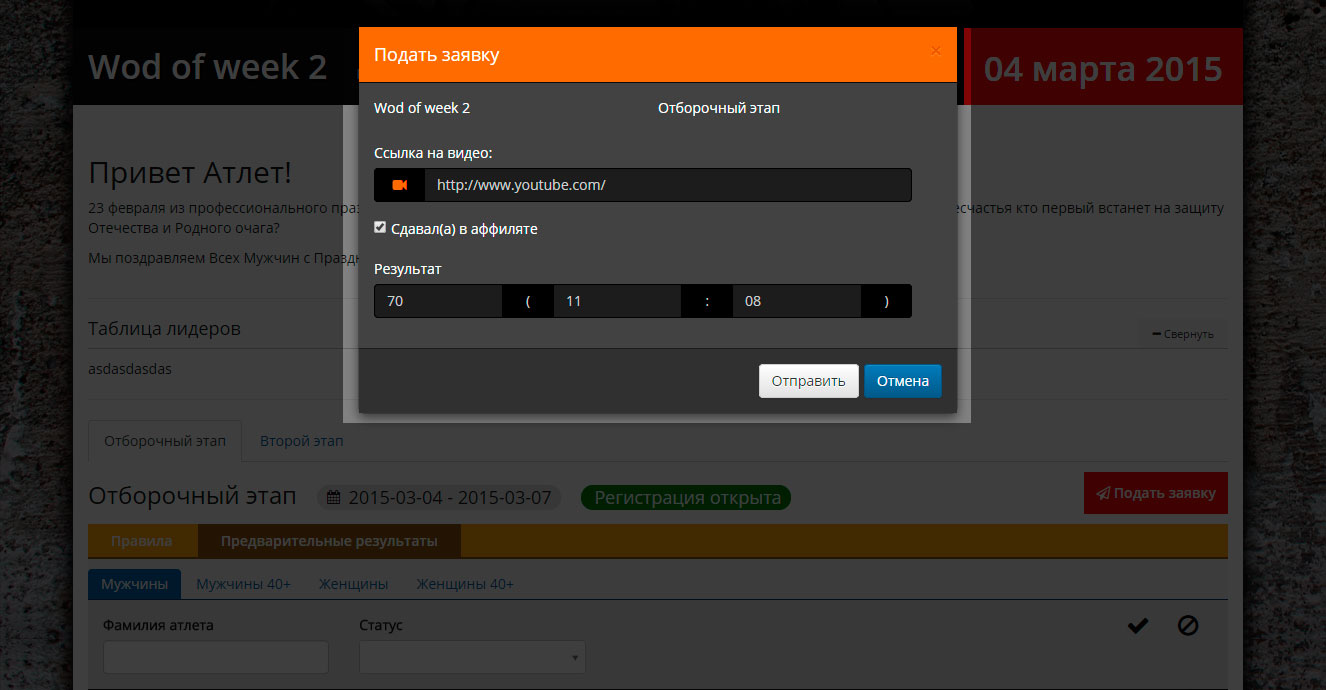 Wod of week 2
04 марта 2015
Подать заявку
×
Wod of week 2
Отборочный этап
Ссылка на видео:
http://www.youtube.com/
Сдавал(а) в аффиляте
Результат
70 ( 11 : 08 )
Отправить
Отмена
Привет Атлет!
23 февраля из профессионального
счастья кто первый встанет на защиту
Отечества и Родного очага?
Мы поздравляем Всех Мужчин с
Таблица лидеров
Свернуть
asdasdasdas
Отборочный этап
Второй этап
Отборочный этап
2015-03-04 - 2015-03-07
Регистрация открыта
Подать заявку
Правила
Предварительные результаты
Мужчины
Мужчины 40+
Женщины
Женщины 40+
Фамилия атлета
Статус